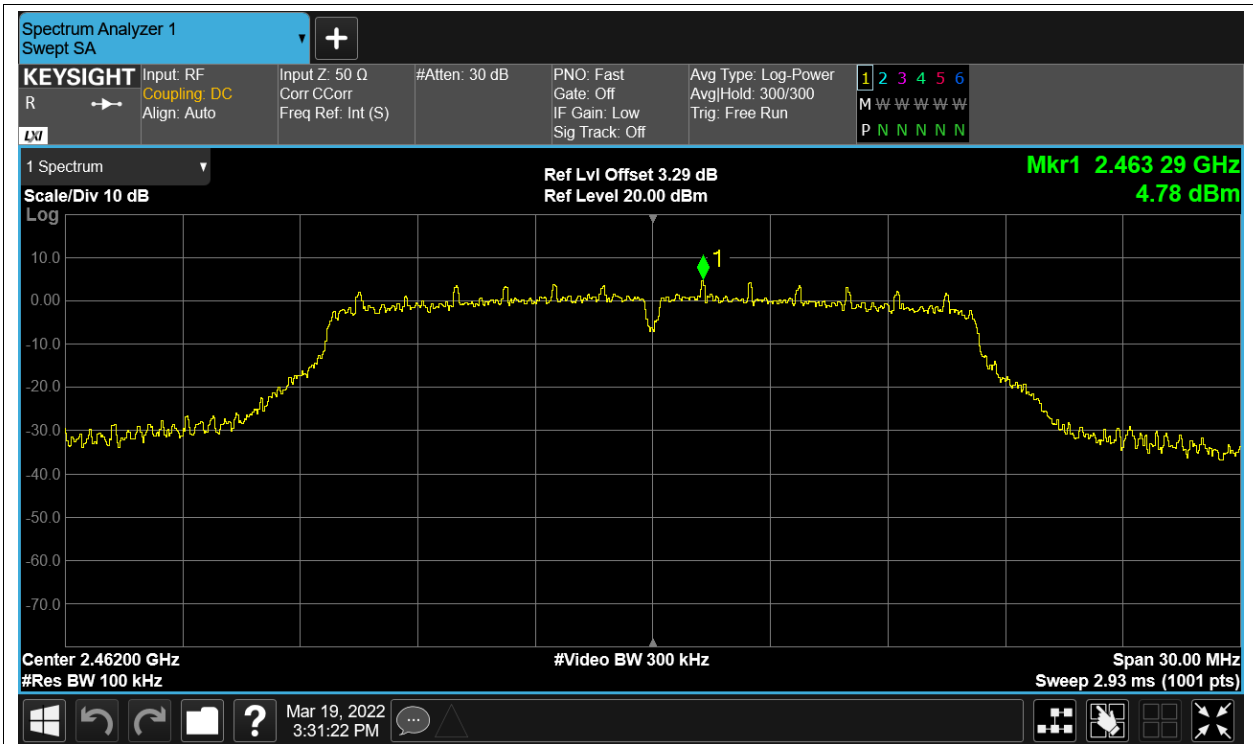 Spectrum Analyzer 1
Swept SA
KEYSIGHT
R
LXI
Input: RF
Coupling: DC
Align: Auto
Input Z: 50 Ω
Corr CCorr
Freq Ref: Int (S)
#Atten: 30 dB
PNO: Fast
Gate: Off
IF Gain: Low
Sig Track: Off
Avg Type: Log-Power
Avg|Hold: 300/300
Trig: Free Run
1 2 3 4 5 6
M W W W W W W
P N N N N N N
1 Spectrum
Scale/Div 10 dB
Ref Lvl Offset 3.29 dB
Ref Level 20.00 dBm
Mkr1 2.463 29 GHz
4.78 dBm
Log
1
10.0
0.00
-10.0
-20.0
-30.0
-40.0
-50.0
-60.0
-70.0
Center 2.46200 GHz
#Res BW 100 kHz
#Video BW 300 kHz
Span 30.00 MHz
Sweep 2.93 ms (1001 pts)
?
Mar 19, 2022
3:31:22 PM